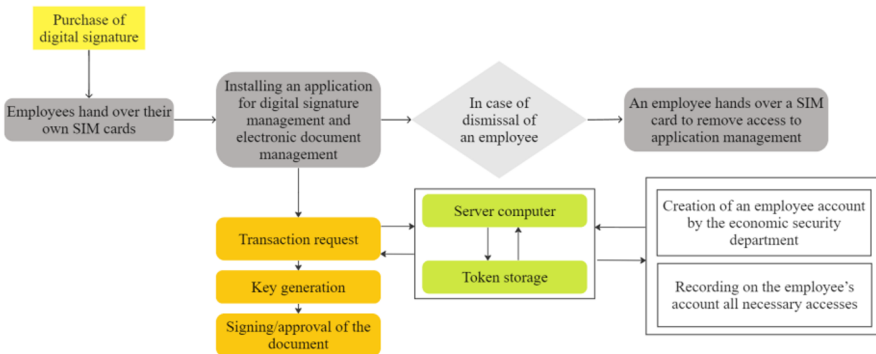 Purchase of
digital signature
Employees hand over their
own SIM cards
Installing an application
for digital signature
management and
electronic document
management
In case of
dismissal of
an employee
An employee hands over a SIM
card to remove access to
application management
Transaction request
Key generation
Signing/approval of the
document
Server computer
Token storage
Creation of an employee account
by the economic security
department
Recording on the employee's
account all necessary accesses